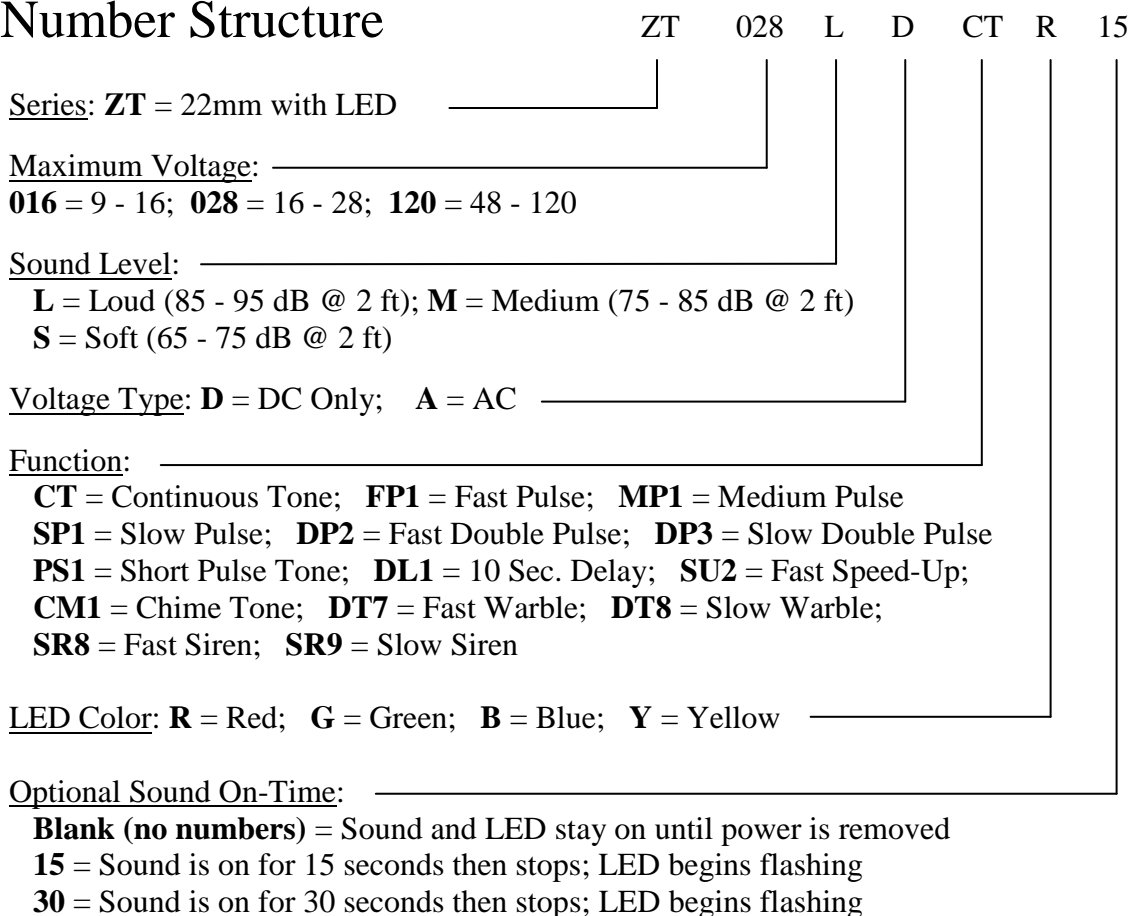 Number Structure ZT 028 L D CT R 15
Series: ZT = 22mm with LED
Maximum Voltage:
016 = 9 - 16; 028 = 16 - 28; 120 = 48 - 120
Sound Level:
L = Loud (85 - 95 dB @ 2 ft); M = Medium (75 - 85 dB @ 2 ft)
S = Soft (65 - 75 dB @ 2 ft)
Voltage Type: D = DC Only; A = AC
Function:
CT = Continuous Tone; FP1 = Fast Pulse; MP1 = Medium Pulse
SP1 = Slow Pulse; DP2 = Fast Double Pulse; DP3 = Slow Double Pulse
PS1 = Short Pulse Tone; DL1 = 10 Sec. Delay; SU2 = Fast Speed-Up;
CM1 = Chime Tone; DT7 = Fast Warble; DT8 = Slow Warble;
SR8 = Fast Siren; SR9 = Slow Siren
LED Color: R = Red; G = Green; B = Blue; Y = Yellow
Optional Sound On-Time:
Blank (no numbers) = Sound and LED stay on until power is removed
15 = Sound is on for 15 seconds then stops; LED begins flashing
30 = Sound is on for 30 seconds then stops; LED begins flashing